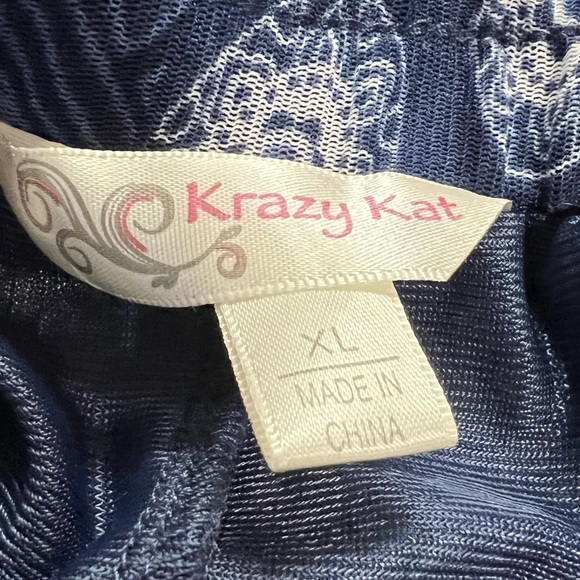 Krazy Kat
XL
MADE IN
CHINA